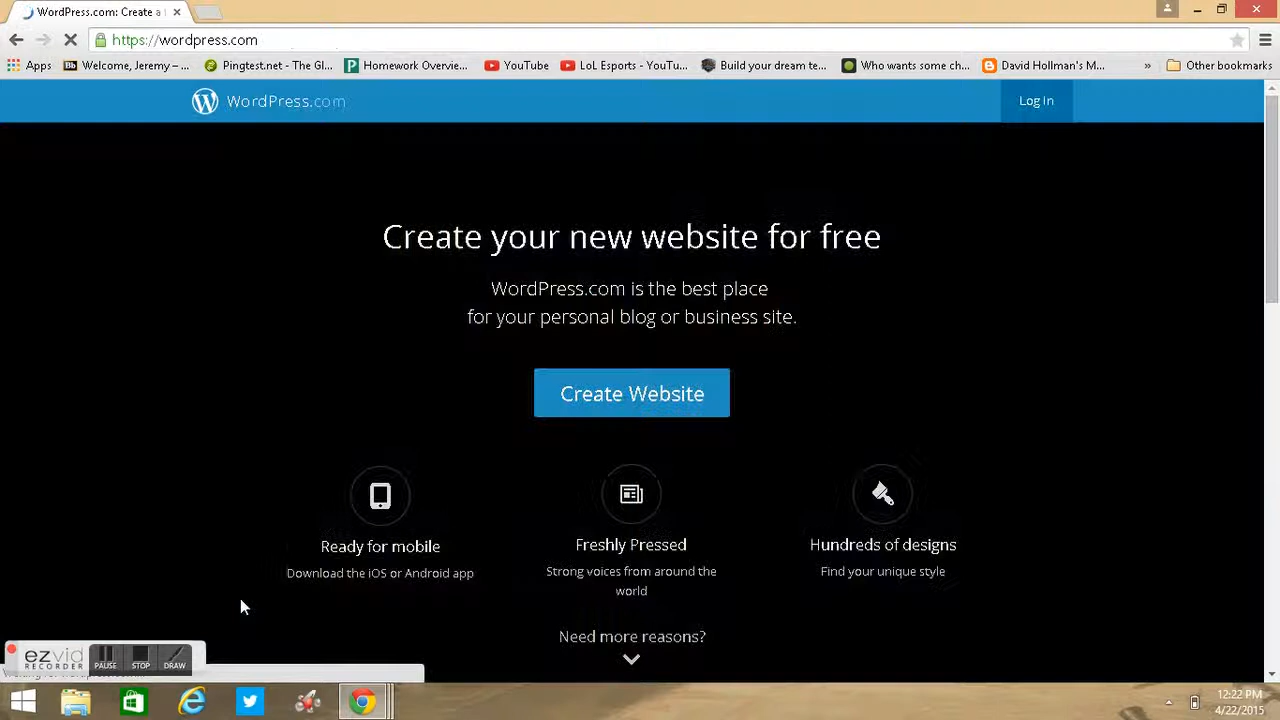 WordPress.com: Create a
https://wordpress.com
Apps
Bb Welcome, Jeremy – ...
Pingtest.net - The Gl...
Homework Overvie...
YouTube
LoL Esports - YouTu...
Build your dream te...
Who wants some ch...
David Hollman's M...
»
Other bookmarks
WordPress.com
Log In
Create your new website for free
WordPress.com is the best place
for your personal blog or business site.
Create Website
Ready for mobile
Download the iOS or Android app
Freshly Pressed
Strong voices from around the
world
Hundreds of designs
Find your unique style
Need more reasons?
ezvid
RECORDER
PAUSE
STOP
DRAW
12:22 PM
4/22/2015